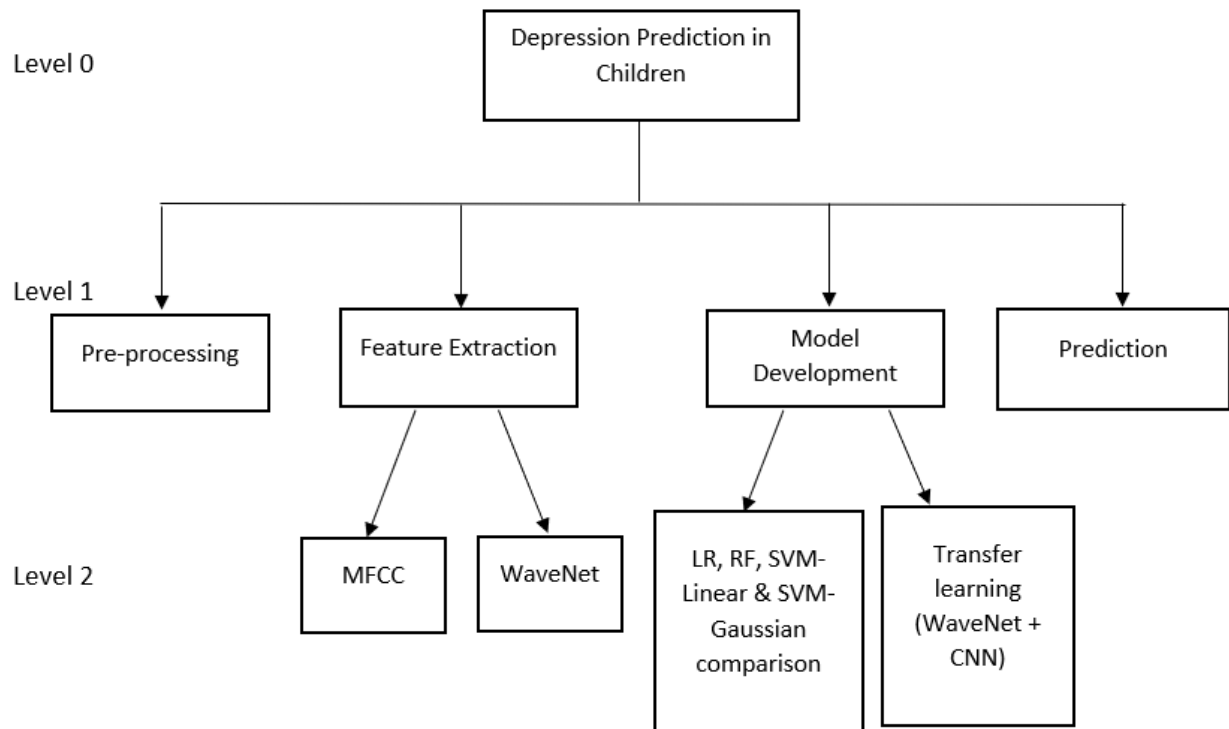 Level 0
Depression Prediction in
Children
Level 1
Pre-processing
Feature Extraction
Model
Development
Prediction
Level 2
MFCC
WaveNet
LR, RF, SVM-
Linear & SVM-
Gaussian
comparison
Transfer
learning
(WaveNet +
CNN)